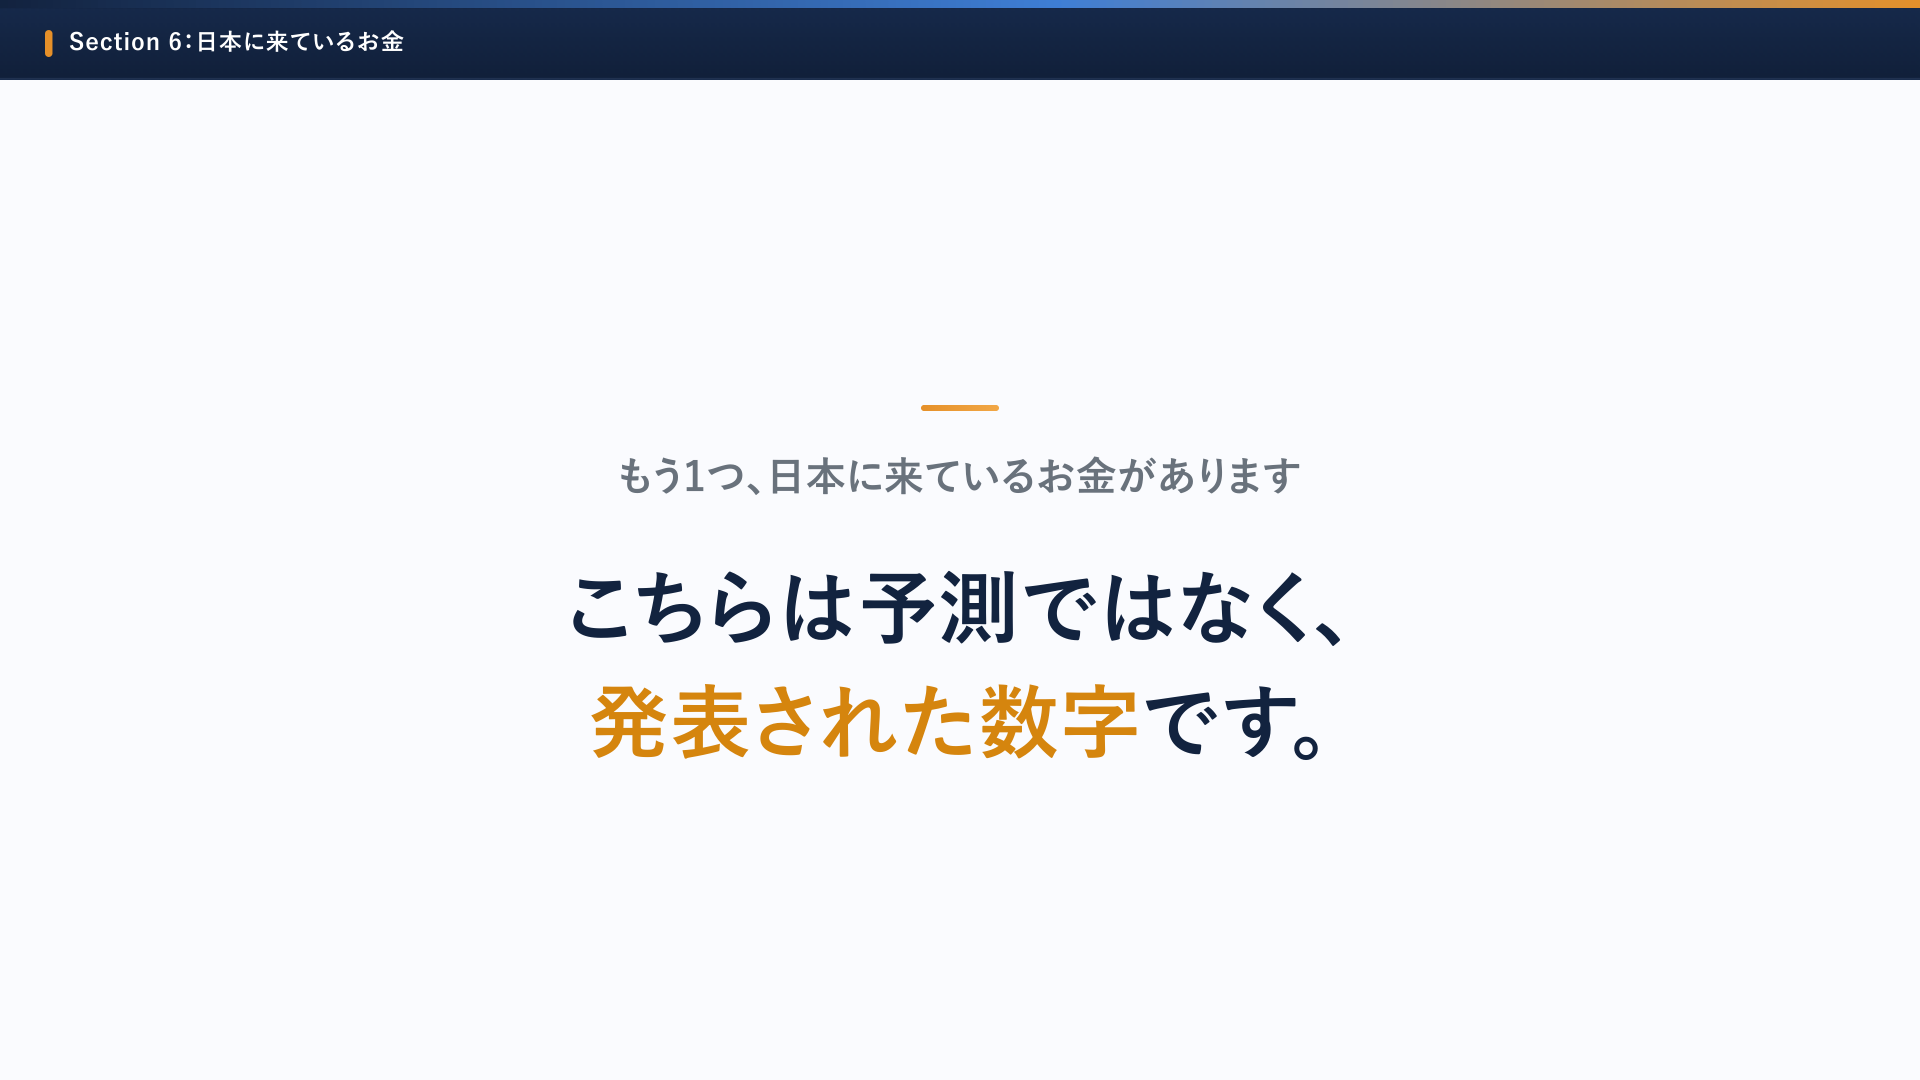 Section 6：日本に来ているお金
もう1つ、日本に来ているお金があります
こちらは予測ではなく、
発表された数字です。